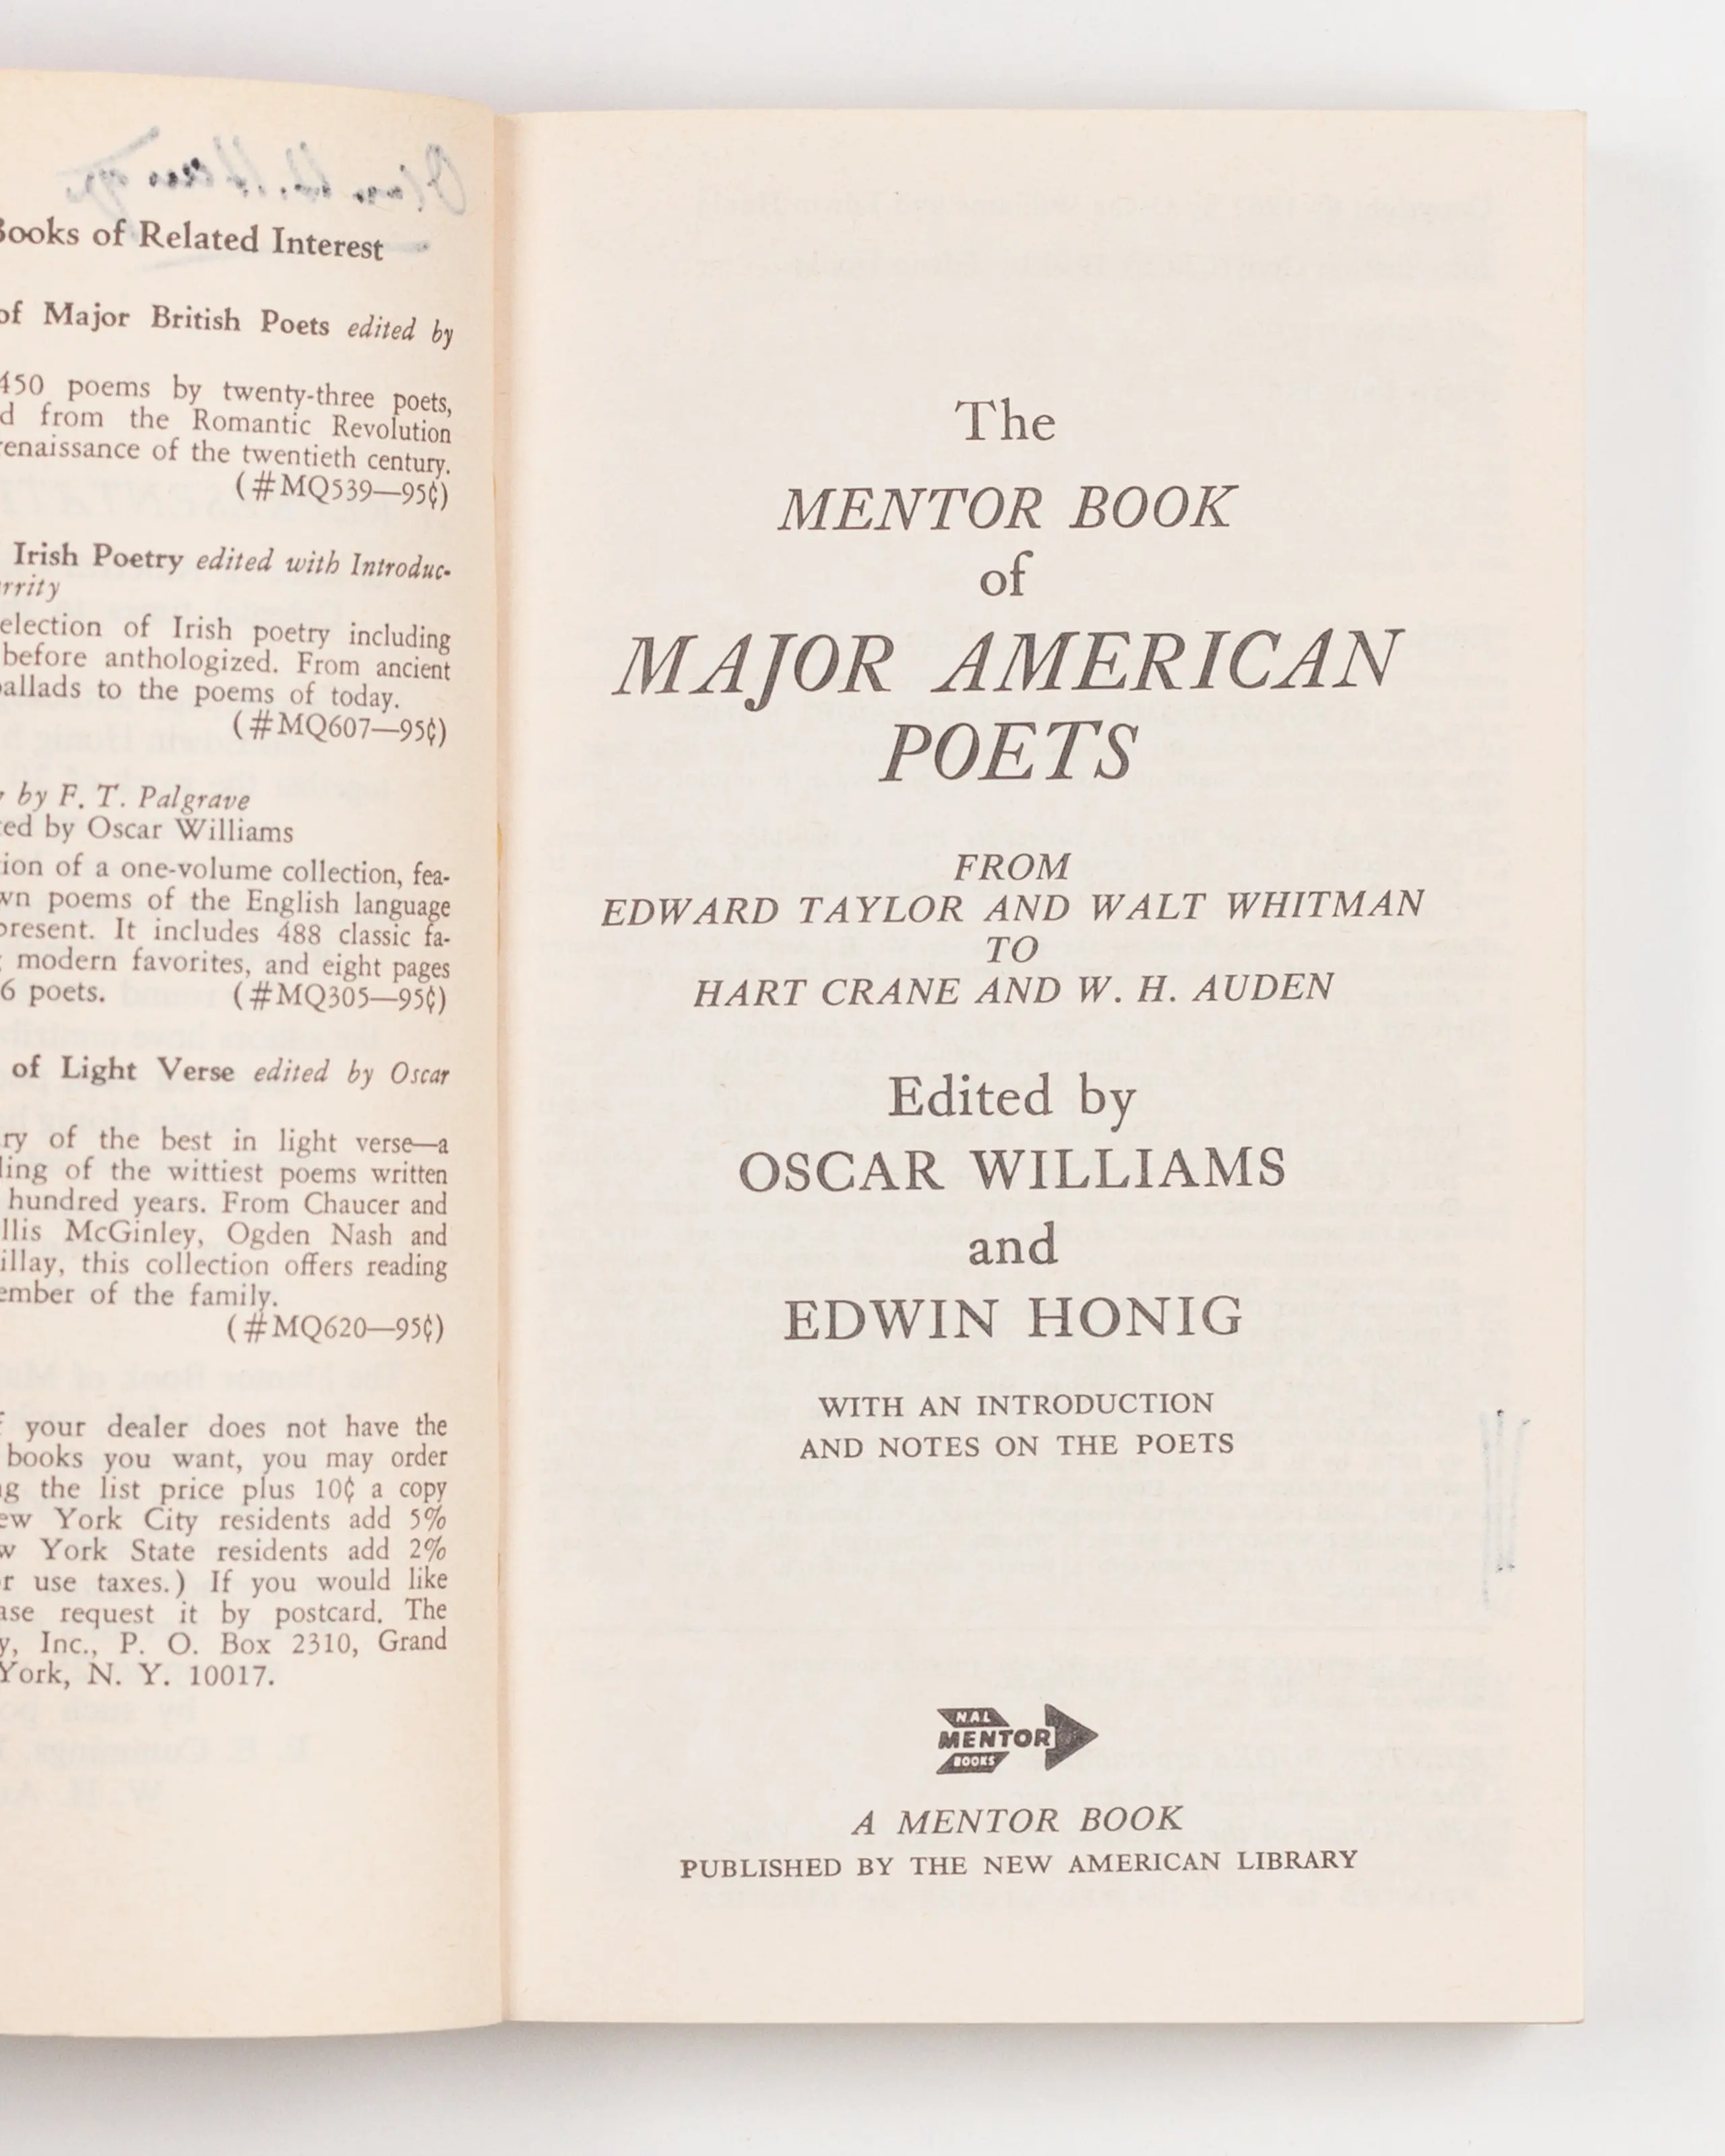 Books of Related Interest
of Major British Poets edited by
450 poems by twenty-three poets,
d from the Romantic Revolution
renaissance of the twentieth century.
(#MQ539—95¢)
Irish Poetry edited with Introduc-
rrity
election of Irish poetry including
before anthologized. From ancient
ballads to the poems of today.
(#MQ607—95¢)
by F. T. Palgrave
ted by Oscar Williams
ion of a one-volume collection, fea-
wn poems of the English language
present. It includes 488 classic fa-
modern favorites, and eight pages
6 poets. (#MQ305—95¢)
of Light Verse edited by Oscar
ry of the best in light verse—a
ling of the wittiest poems written
hundred years. From Chaucer and
llis McGinley, Ogden Nash and
illay, this collection offers reading
ember of the family.
(#MQ620—95¢)
f your dealer does not have the
books you want, you may order
g the list price plus 10¢ a copy
ew York City residents add 5%
w York State residents add 2%
r use taxes.) If you would like
ase request it by postcard. The
y, Inc., P. O. Box 2310, Grand
York, N. Y. 10017.
The
MENTOR BOOK
of
MAJOR AMERICAN
POETS
FROM
EDWARD TAYLOR AND WALT WHITMAN
TO
HART CRANE AND W. H. AUDEN
Edited by
OSCAR WILLIAMS
and
EDWIN HONIG
WITH AN INTRODUCTION
AND NOTES ON THE POETS
NAL
MENTOR
BOOKS
A MENTOR BOOK
PUBLISHED BY THE NEW AMERICAN LIBRARY